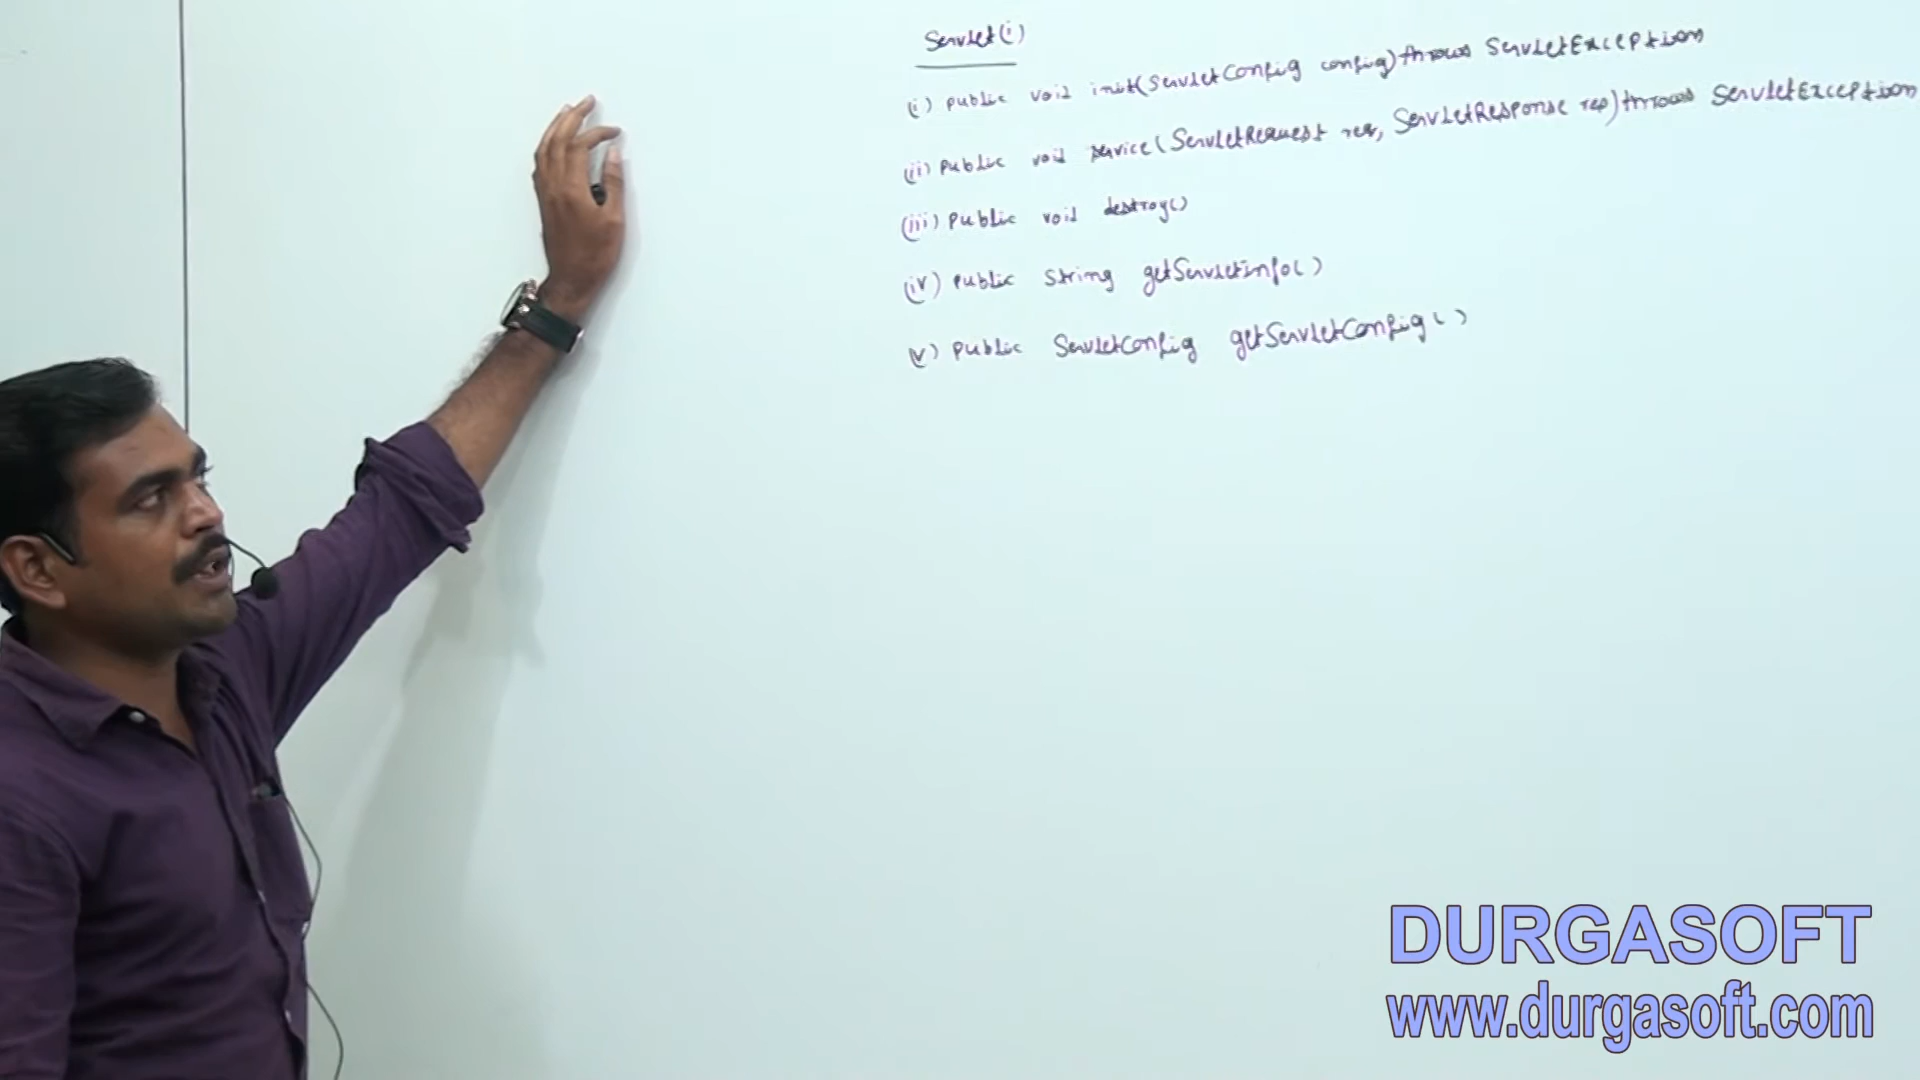 Servlet(i)
(i) public void init(ServletConfig config)throws ServletException
(ii) public void service(ServletRequest req, ServletResponse res)throws ServletException
(iii) public void destroy()
(iv) public String getServletInfo()
(v) public ServletConfig getServletConfig()
DURGASOFT
www.durgasoft.com